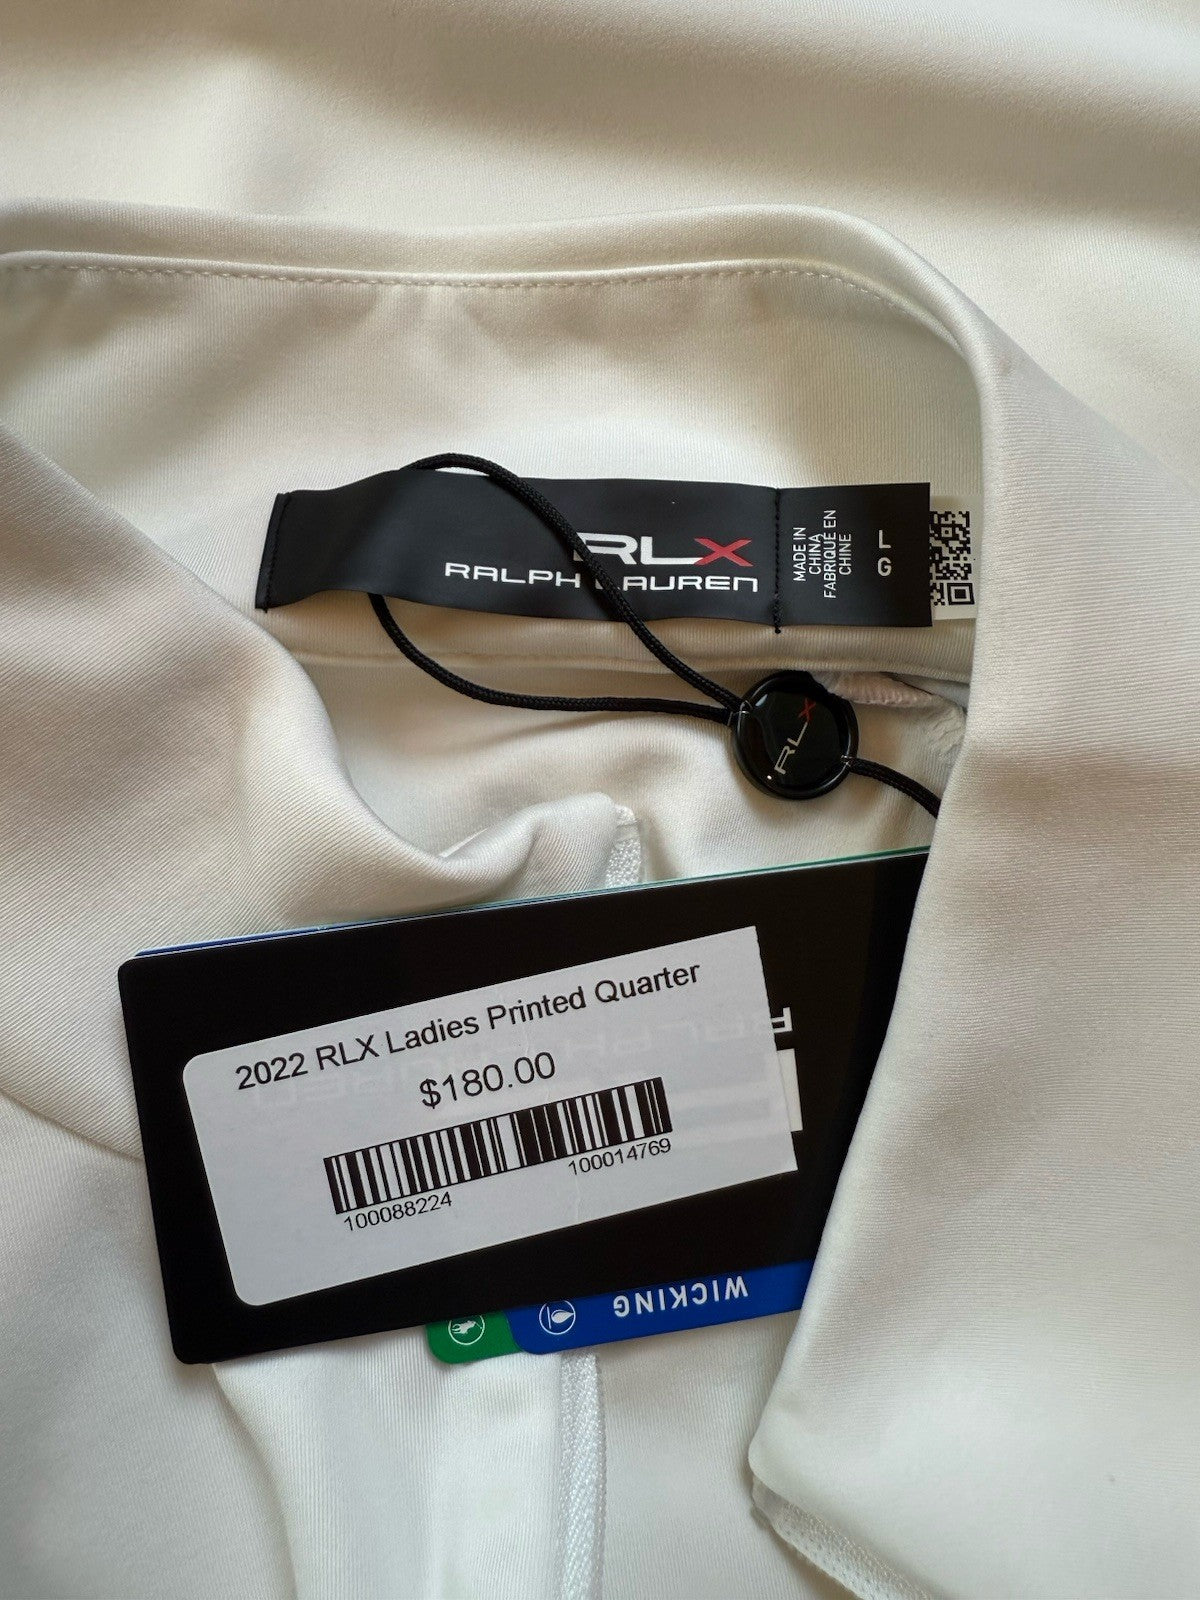 RLX
RALPH LAUREN
MADE IN
CHINA
FABRIQUÉ EN
CHINE
L
G
RLX
2022 RLX Ladies Printed Quarter
$180.00
100088224
100014769
WICKING